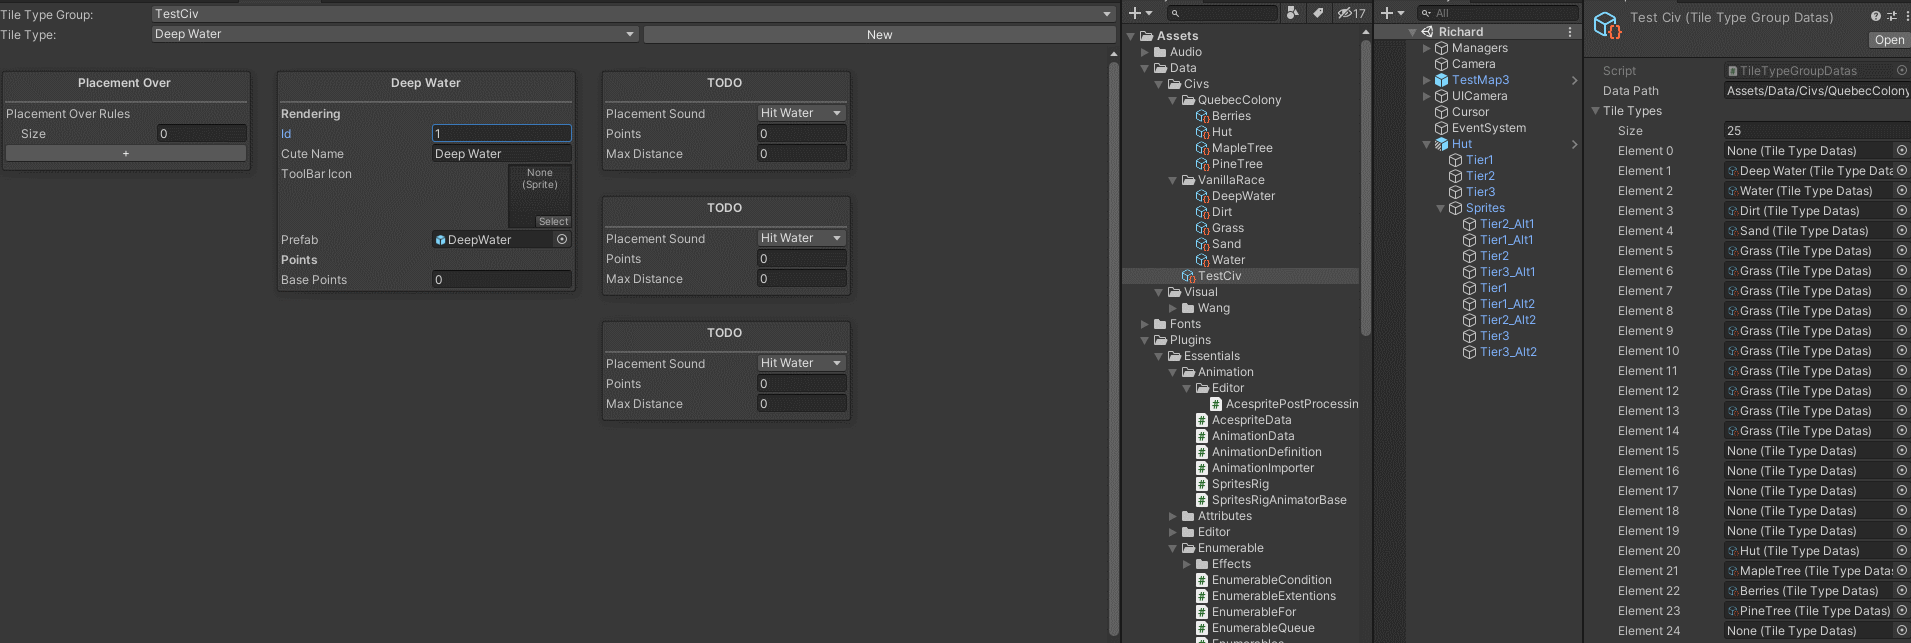 Tile Type Group: TestCiv
Tile Type: Deep Water New
Placement Over
Placement Over Rules
Size 0
+
Deep Water
Rendering
Id 1
Cute Name Deep Water
ToolBar Icon None
(Sprite)
Select
Prefab DeepWater
Points
Base Points 0
TODO
Placement Sound Hit Water
Points 0
Max Distance 0
TODO
Placement Sound Hit Water
Points 0
Max Distance 0
TODO
Placement Sound Hit Water
Points 0
Max Distance 0
17
Assets
Audio
Data
Civs
QuebecColony
Berries
Hut
MapleTree
PineTree
VanillaRace
DeepWater
Dirt
Grass
Sand
Water
TestCiv
Visual
Wang
Fonts
Plugins
Essentials
Animation
Editor
AcespritePostProcessin
AcespriteData
AnimationData
AnimationDefinition
AnimationImporter
SpritesRig
SpritesRigAnimatorBase
Attributes
Editor
Enumerable
Effects
EnumerableCondition
EnumerableExtentions
EnumerableFor
EnumerableQueue
All
Richard
Managers
Camera
TestMap3
UICamera
Cursor
EventSystem
Hut
Tier1
Tier2
Tier3
Sprites
Tier2_Alt1
Tier1_Alt1
Tier2
Tier3_Alt1
Tier1
Tier1_Alt2
Tier2_Alt2
Tier3
Tier3_Alt2
Test Civ (Tile Type Group Datas)
Open
Script TileTypeGroupDatas
Data Path Assets/Data/Civs/QuebecColony
Tile Types
Size 25
Element 0 None (Tile Type Datas)
Element 1 Deep Water (Tile Type Data
Element 2 Water (Tile Type Datas)
Element 3 Dirt (Tile Type Datas)
Element 4 Sand (Tile Type Datas)
Element 5 Grass (Tile Type Datas)
Element 6 Grass (Tile Type Datas)
Element 7 Grass (Tile Type Datas)
Element 8 Grass (Tile Type Datas)
Element 9 Grass (Tile Type Datas)
Element 10 Grass (Tile Type Datas)
Element 11 Grass (Tile Type Datas)
Element 12 Grass (Tile Type Datas)
Element 13 Grass (Tile Type Datas)
Element 14 Grass (Tile Type Datas)
Element 15 None (Tile Type Datas)
Element 16 None (Tile Type Datas)
Element 17 None (Tile Type Datas)
Element 18 None (Tile Type Datas)
Element 19 None (Tile Type Datas)
Element 20 Hut (Tile Type Datas)
Element 21 MapleTree (Tile Type Datas
Element 22 Berries (Tile Type Datas)
Element 23 PineTree (Tile Type Datas)
Element 24 None (Tile Type Datas)